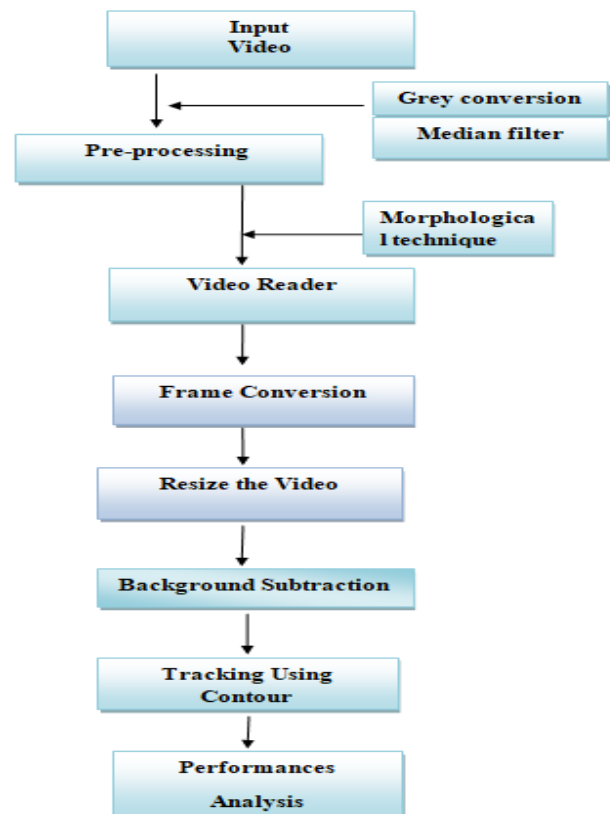 Input
Video
Grey conversion
Median filter
Pre-processing
Morphologica
l technique
Video Reader
Frame Conversion
Resize the Video
Background Subtraction
Tracking Using
Contour
Performances
Analysis